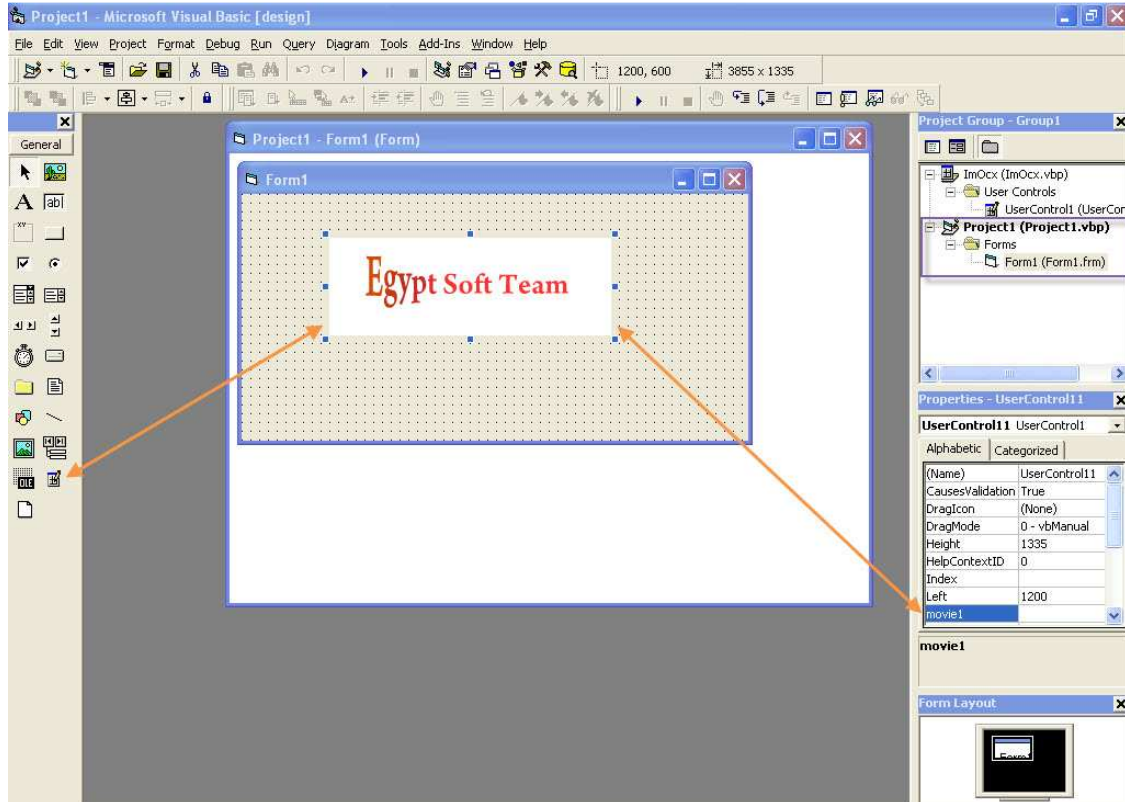 Project1 - Microsoft Visual Basic [design]
File Edit View Project Format Debug Run Query Diagram Tools Add-Ins Window Help
1200, 600 3855 x 1335
General
A ab|
OLE
Project1 - Form1 (Form)
Form1
Egypt Soft Team
Project Group - Group1
ImOcx (ImOcx.vbp)
User Controls
UserControl1 (UserCor
Project1 (Project1.vbp)
Forms
Form1 (Form1.frm)
Properties - UserControl11
UserControl11 UserControl1
Alphabetic Categorized
(Name) UserControl11
CausesValidation True
DragIcon (None)
DragMode 0 - vbManual
Height 1335
HelpContextID 0
Index
Left 1200
movie1
movie1
Form Layout